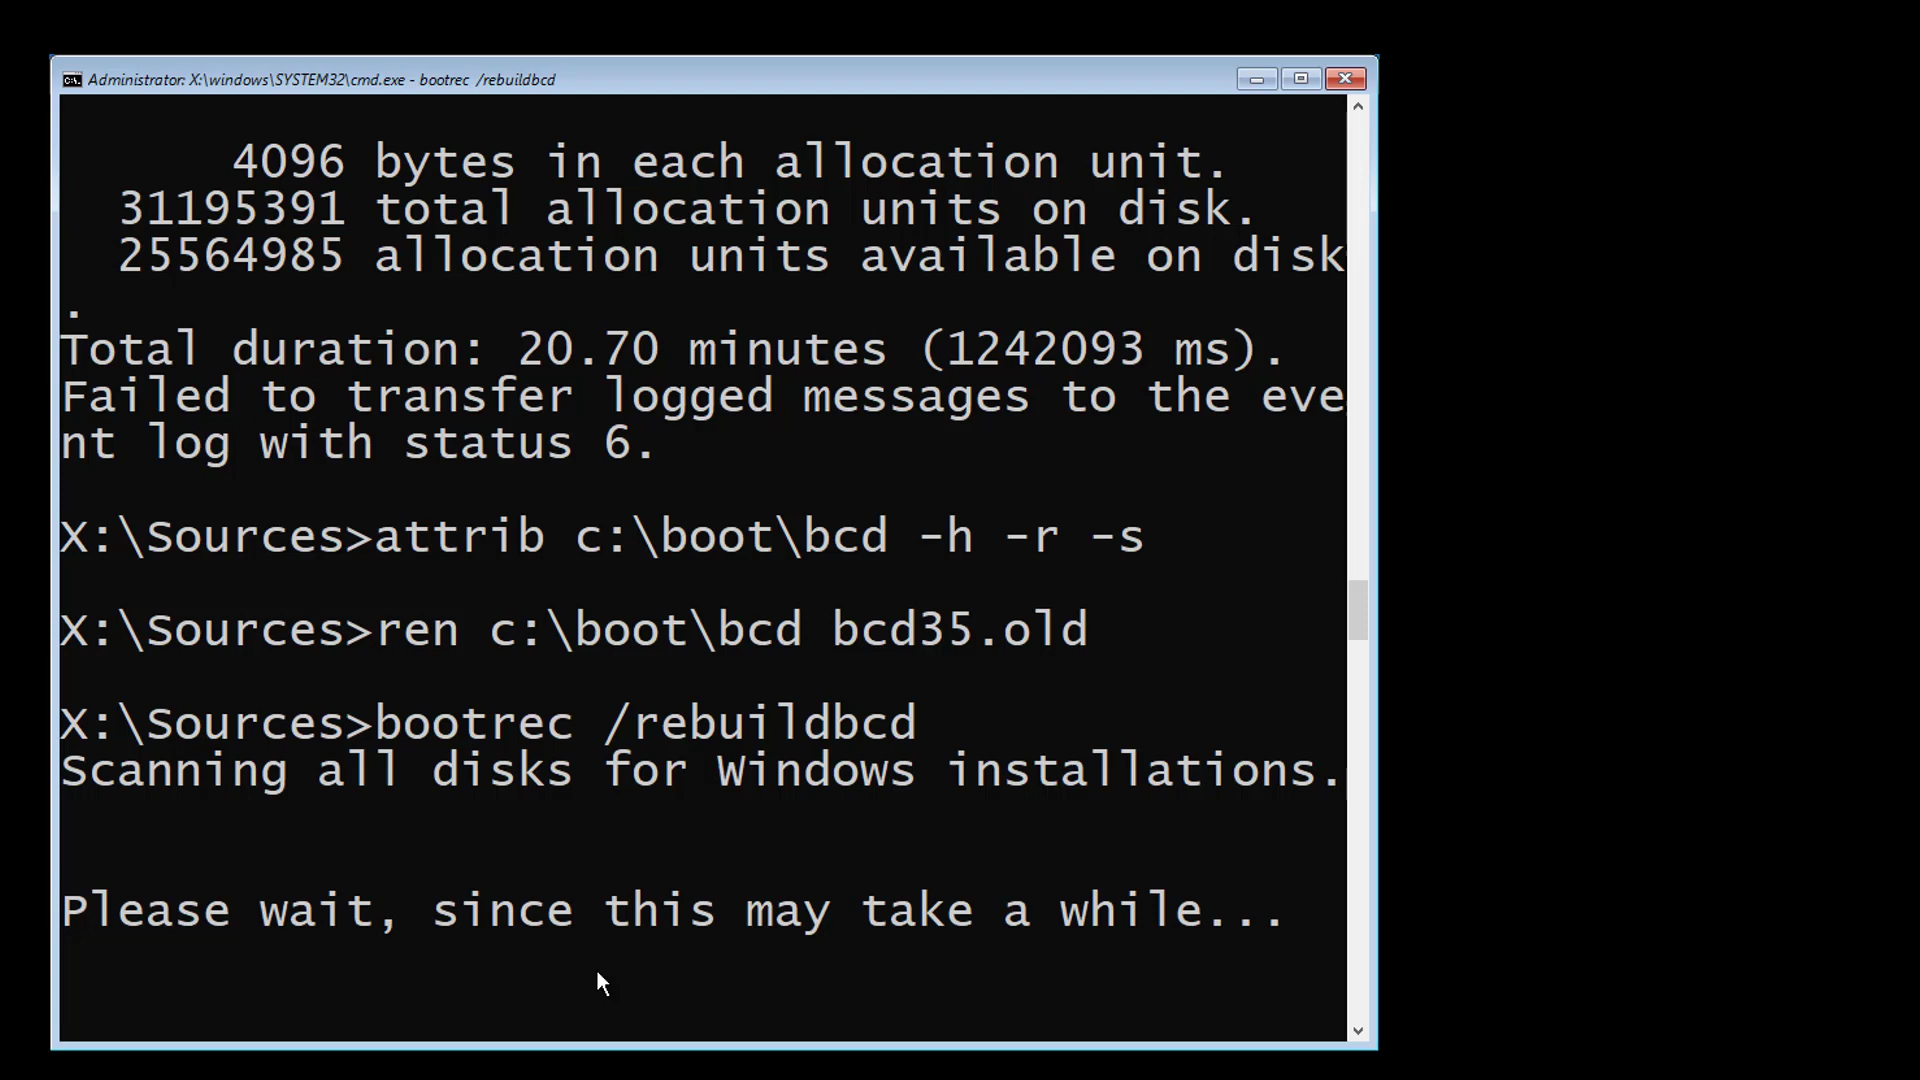 Administrator: X:\windows\SYSTEM32\cmd.exe - bootrec /rebuildbcd
4096 bytes in each allocation unit.
31195391 total allocation units on disk.
25564985 allocation units available on disk
.
Total duration: 20.70 minutes (1242093 ms).
Failed to transfer logged messages to the eve
nt log with status 6.
X:\Sources>attrib c:\boot\bcd -h -r -s
X:\Sources>ren c:\boot\bcd bcd35.old
X:\Sources>bootrec /rebuildbcd
Scanning all disks for Windows installations.
Please wait, since this may take a while...